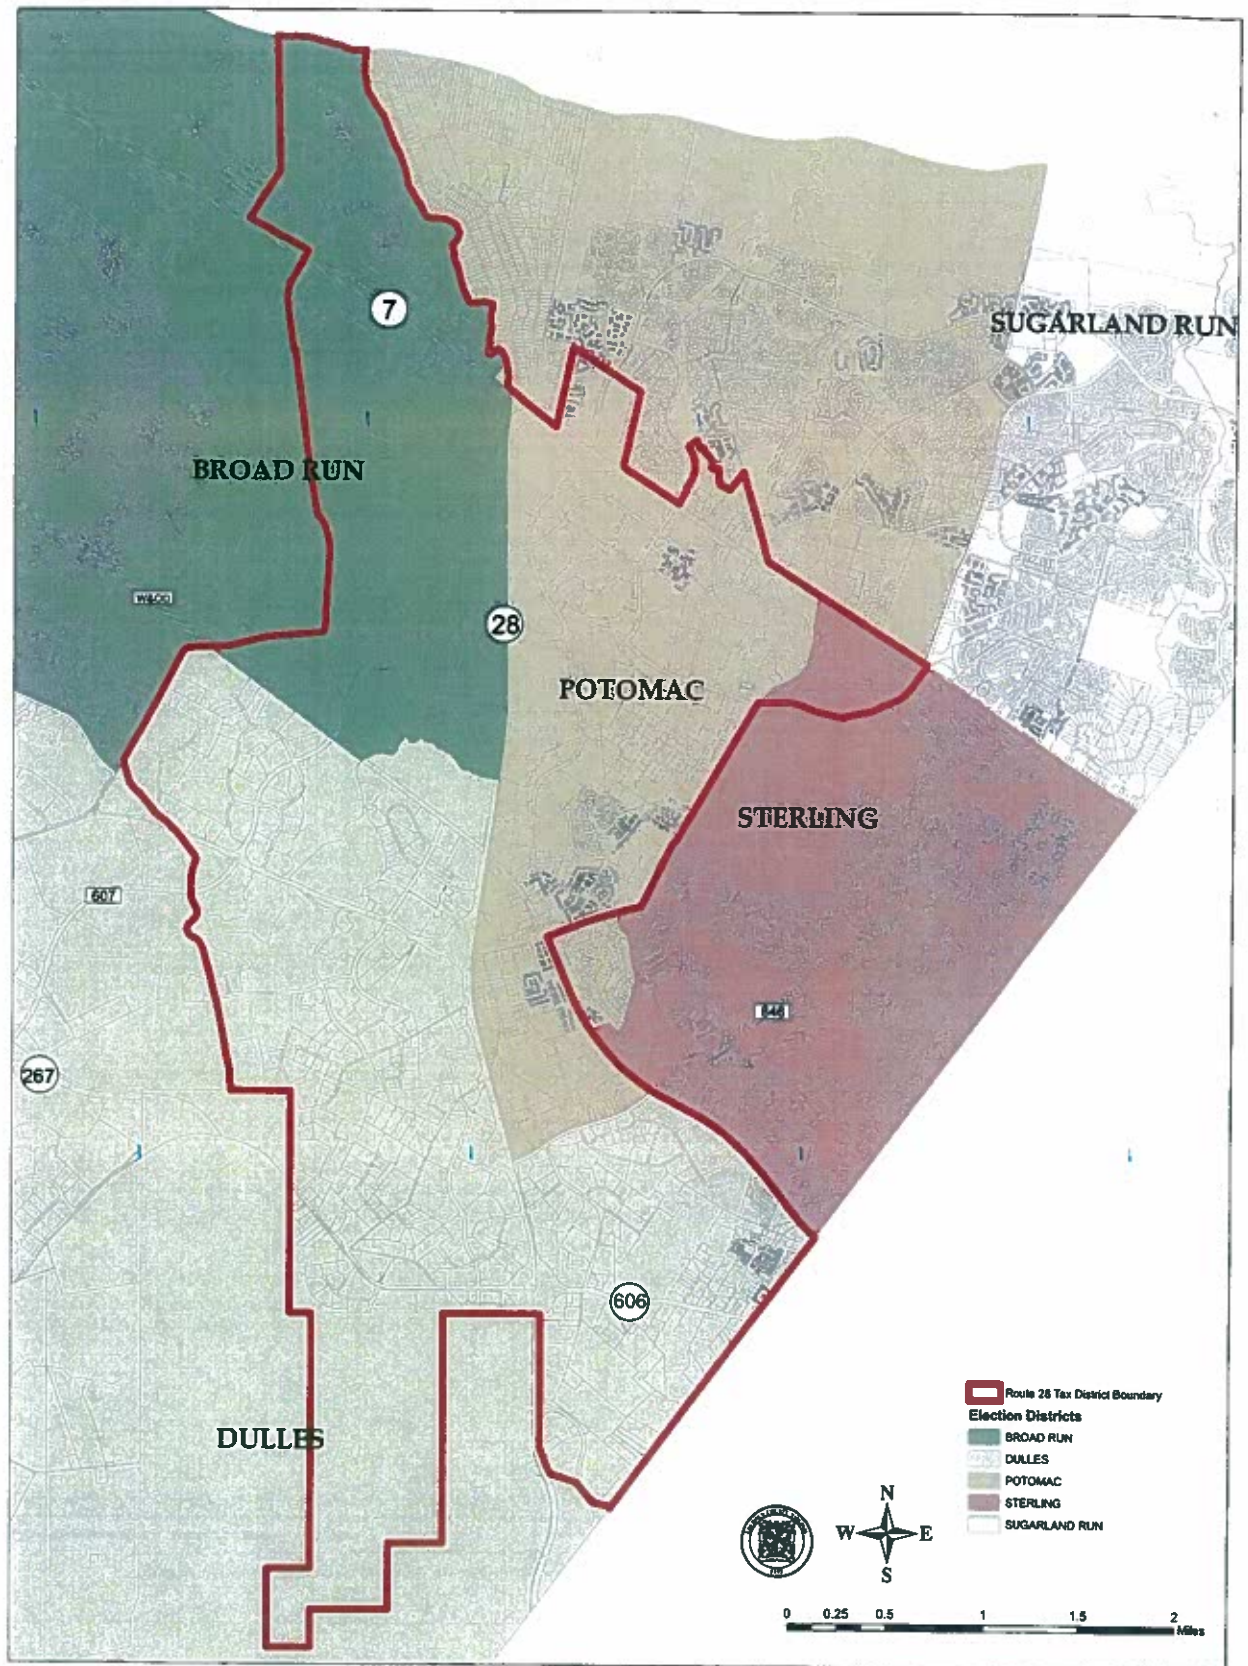 SUGARLAND RUN
7
BROAD RUN
W&OD
28
POTOMAC
STERLING
607
846
267
606
DULLES
Route 28 Tax District Boundary
Election Districts
BROAD RUN
DULLES
POTOMAC
STERLING
SUGARLAND RUN
N
W E
S
0 0.25 0.5 1 1.5 2
Miles